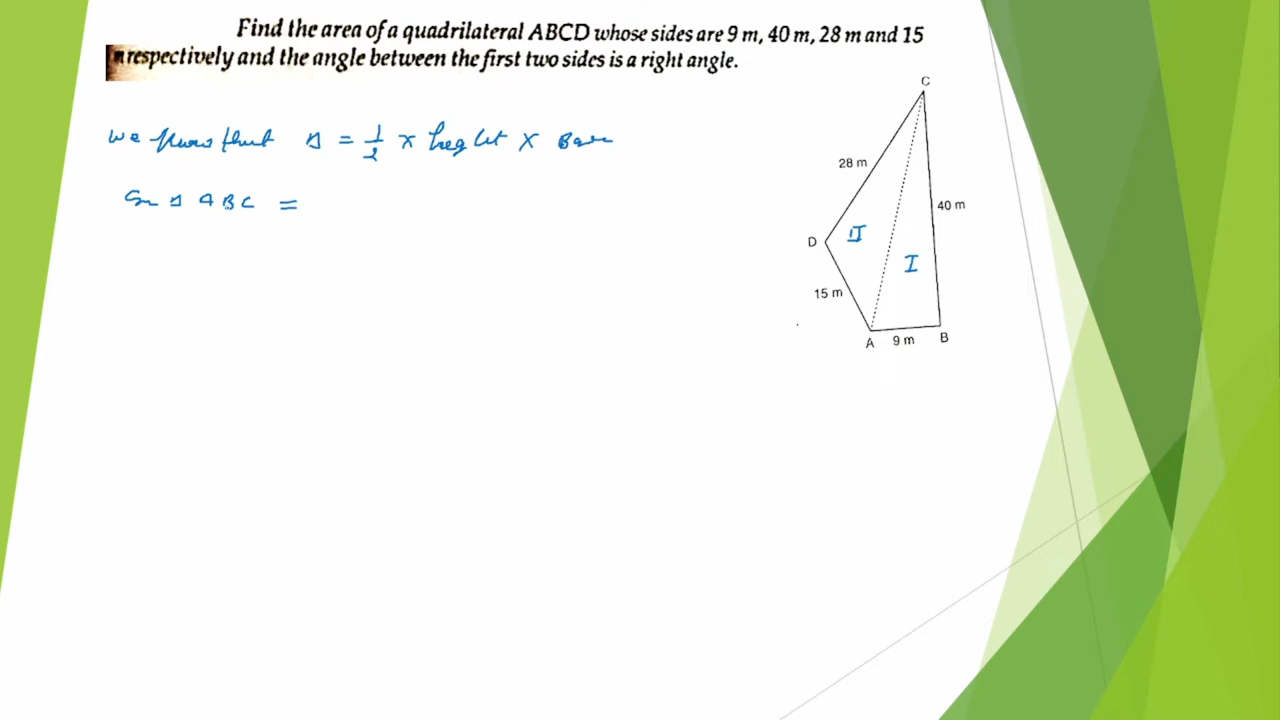 Find the area of a quadrilateral ABCD whose sides are 9 m, 40 m, 28 m and 15
m respectively and the angle between the first two sides is a right angle.
C
We know that Δ = 1/2 × height × Base
28 m
In Δ ABC =
40 m
D
II
I
15 m
A 9 m B